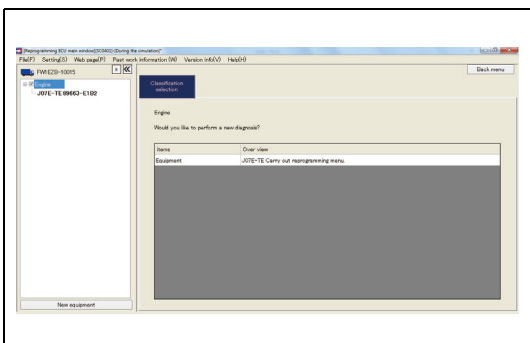 [Reprogramming ECU main window(SC0402) (During the simulation)]
File(F) Setting(S) Web page(P) Past work information (W) Version info(V) Help(H)
FW1EZB-10015
Back menu
Engine
J07E-TE 89663-E1B2
Classification selection
Engine
Would you like to perform a new diagnosis?
Items Over view
Equipment J07E-TE Carry out reprogramming menu.
New equipment